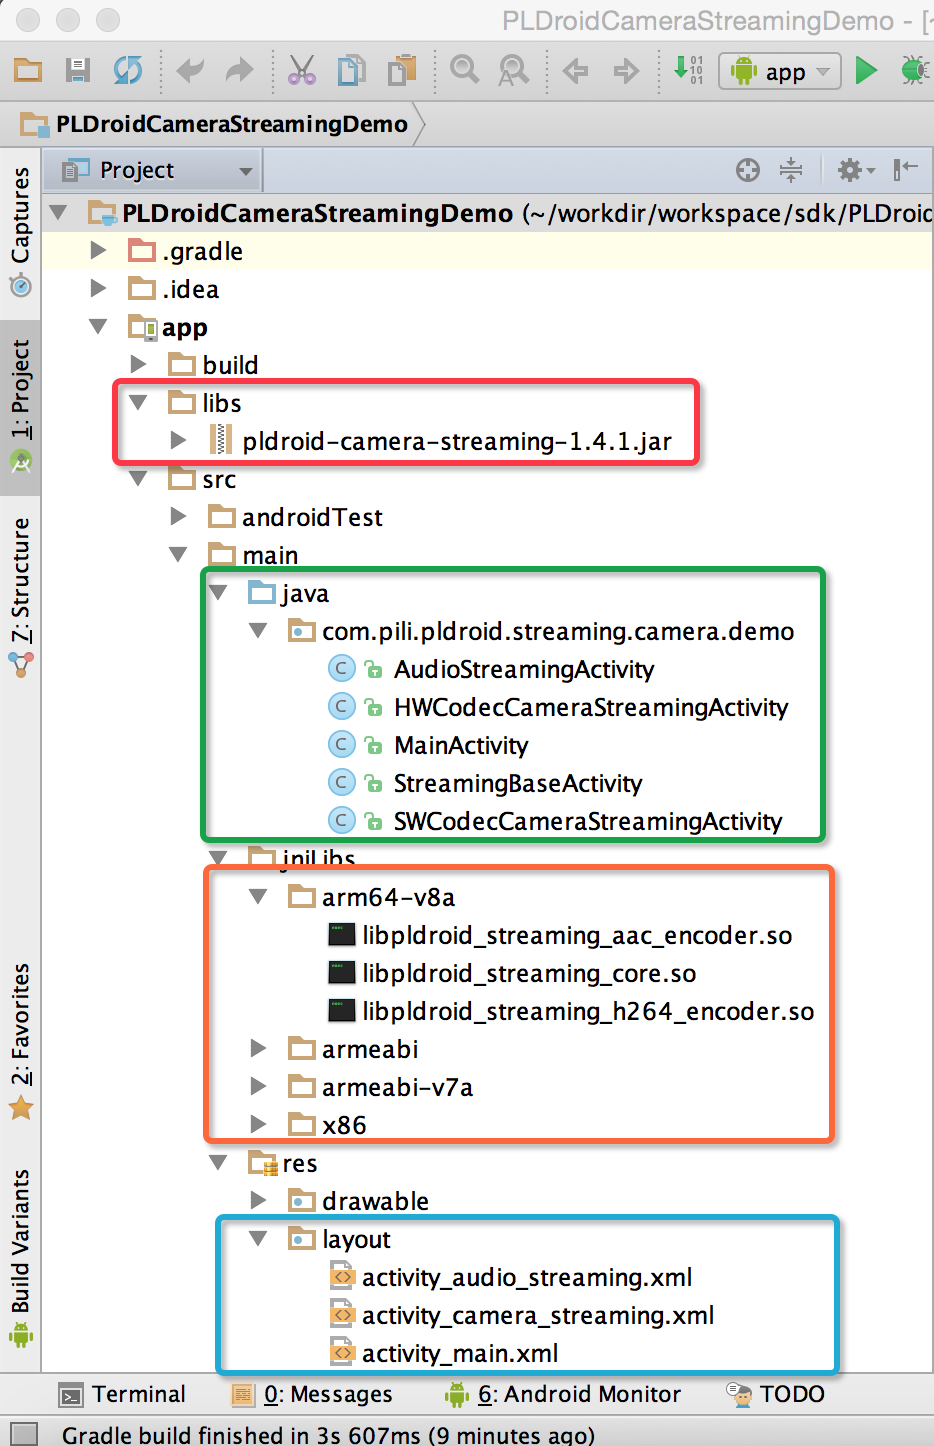 PLDroidCameraStreamingDemo - [~
app
PLDroidCameraStreamingDemo
Project
PLDroidCameraStreamingDemo (~/workdir/workspace/sdk/PLDroid
.gradle
.idea
app
build
libs
pldroid-camera-streaming-1.4.1.jar
src
androidTest
main
java
com.pili.pldroid.streaming.camera.demo
AudioStreamingActivity
HWCodecCameraStreamingActivity
MainActivity
StreamingBaseActivity
SWCodecCameraStreamingActivity
jniLibs
arm64-v8a
libpldroid_streaming_aac_encoder.so
libpldroid_streaming_core.so
libpldroid_streaming_h264_encoder.so
armeabi
armeabi-v7a
x86
res
drawable
layout
activity_audio_streaming.xml
activity_camera_streaming.xml
activity_main.xml
Captures
1: Project
7: Structure
2: Favorites
Build Variants
Terminal
0: Messages
6: Android Monitor
TODO
Gradle build finished in 3s 607ms (9 minutes ago)